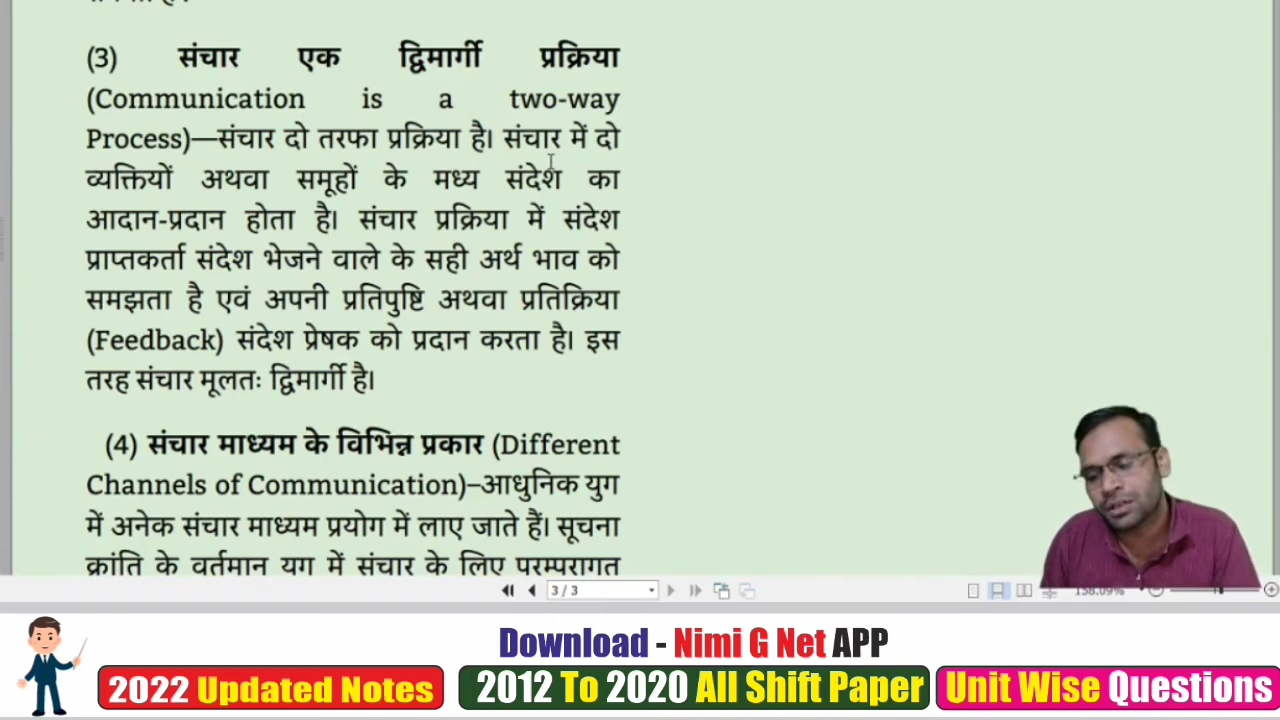 (3) संचार एक द्विमार्गी प्रक्रिया
(Communication is a two-way
Process)—संचार दो तरफा प्रक्रिया है। संचार में दो
व्यक्तियों अथवा समूहों के मध्य संदेश का
आदान-प्रदान होता है। संचार प्रक्रिया में संदेश
प्राप्तकर्ता संदेश भेजने वाले के सही अर्थ भाव को
समझता है एवं अपनी प्रतिपुष्टि अथवा प्रतिक्रिया
(Feedback) संदेश प्रेषक को प्रदान करता है। इस
तरह संचार मूलतः द्विमार्गी है।
(4) संचार माध्यम के विभिन्न प्रकार (Different
Channels of Communication)–आधुनिक युग
में अनेक संचार माध्यम प्रयोग में लाए जाते हैं। सूचना
क्रांति के वर्तमान युग में संचार के लिए परम्परागत
3 / 3
158.09%
Download - Nimi G Net APP
2022 Updated Notes
2012 To 2020 All Shift Paper
Unit Wise Questions